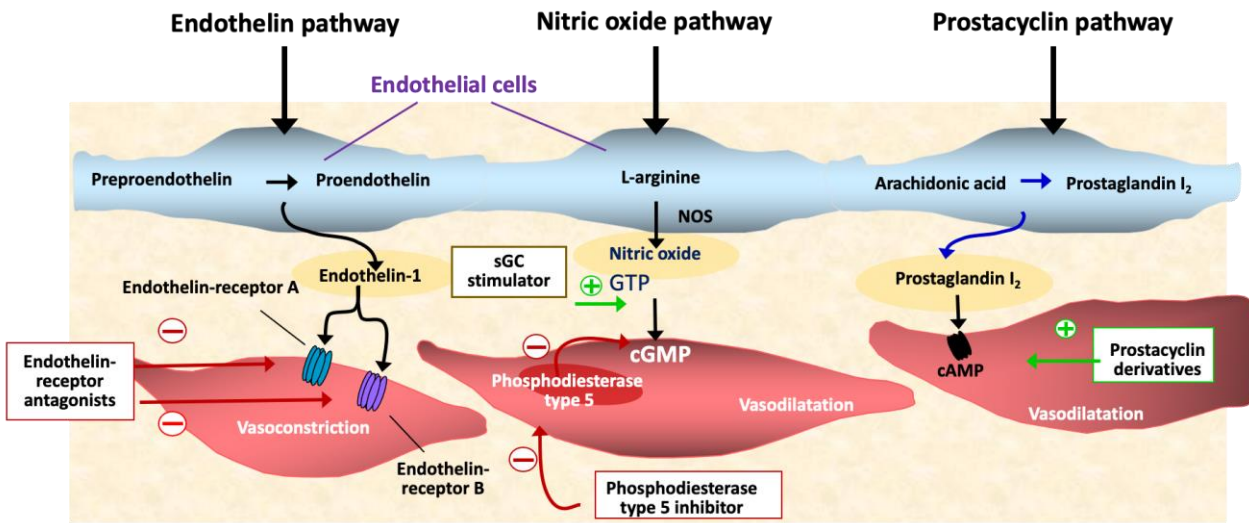 Endothelin pathway
Nitric oxide pathway
Prostacyclin pathway
Endothelial cells
Preproendothelin
Proendothelin
L-arginine
Arachidonic acid
Prostaglandin I₂
NOS
Endothelin-1
sGC
stimulator
Nitric oxide
GTP
Prostaglandin I₂
Endothelin-receptor A
Endothelin-
receptor
antagonists
cGMP
Phosphodiesterase
type 5
cAMP
Prostacyclin
derivatives
Vasoconstriction
Vasodilatation
Vasodilatation
Endothelin-
receptor B
Phosphodiesterase
type 5 inhibitor